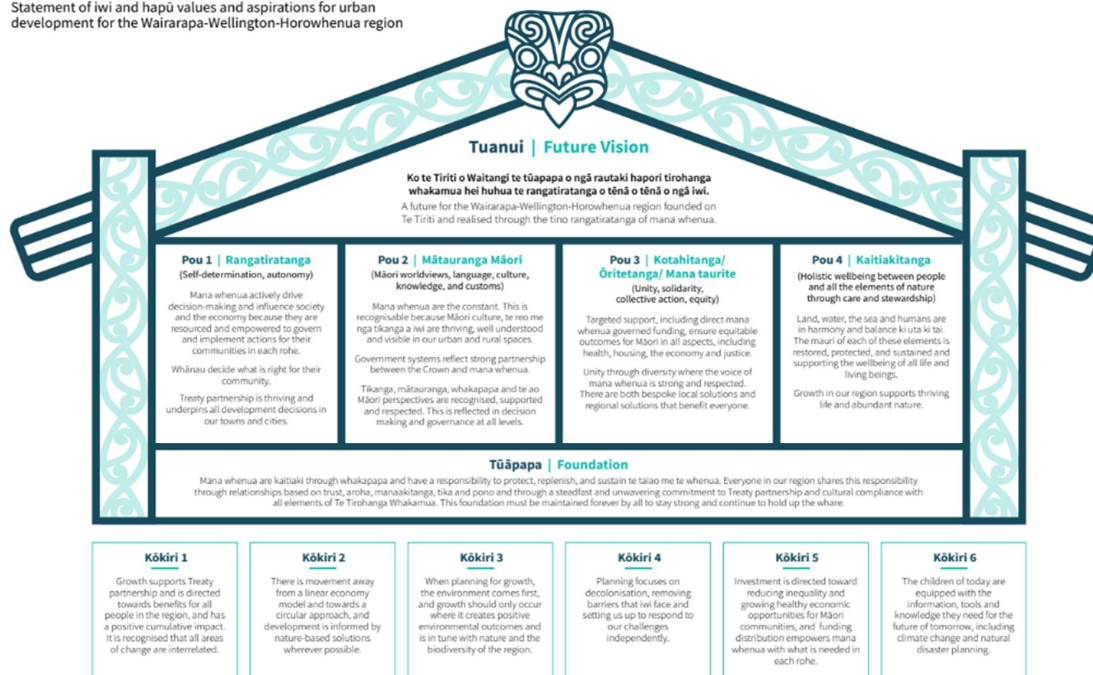 Statement of iwi and hapū values and aspirations for urban
development for the Wairarapa-Wellington-Horowhenua region
Tuanui | Future Vision
Ko te Tiriti o Waitangi te tūāpapa o ngā rautaki hapori tirohanga
whakamua hei huhua te rangatiratanga o tēnā o tēnā o ngā iwi.
A future for the Wairarapa-Wellington-Horowhenua region founded on
Te Tiriti and realised through the tino rangatiratanga of mana whenua.
Pou 1 | Rangatiratanga
(Self-determination, autonomy)
Mana whenua actively drive
decision-making and influence society
and the economy because they are
resourced and empowered to govern
and implement actions for their
communities in each rohe.
Whānau decide what is right for their
community.
Treaty partnership is thriving and
underpins all development decisions in
our towns and cities.
Pou 2 | Mātauranga Māori
(Māori worldviews, language, culture,
knowledge, and customs)
Mana whenua are the constant. This is
recognisable because Māori culture, te reo me
nga tikanga a iwi are thriving, well understood
and visible in our urban and rural spaces.
Government systems reflect strong partnership
between the Crown and mana whenua.
Tikanga, mātauranga, whakapapa and te ao
Māori perspectives are recognised, supported
and respected. This is reflected in decision
making and governance at all levels.
Pou 3 | Kotahitanga/
Ōritetanga/ Mana taurite
(Unity, solidarity,
collective action, equity)
Targeted support, including direct mana
whenua governed funding, ensure equitable
outcomes for Māori in all aspects, including
health, housing, the economy and justice.
Unity through diversity where the voice of
mana whenua is strong and respected.
There are both bespoke local solutions and
regional solutions that benefit everyone.
Pou 4 | Kaitiakitanga
(Holistic wellbeing between people
and all the elements of nature
through care and stewardship)
Land, water, the sea and humans are
in harmony and balance ki uta ki tai.
The mauri of each of these elements is
restored, protected, and sustained and
supporting the wellbeing of all life and
living beings.
Growth in our region supports thriving
life and abundant nature.
Tūāpapa | Foundation
Mana whenua are kaitiaki through whakapapa and have a responsibility to protect, replenish, and sustain te taiao me te whenua. Everyone in our region shares this responsibility
through relationships based on trust, aroha, manaakitanga, tika and pono and through a steadfast and unwavering commitment to Treaty partnership and cultural compliance with
all elements of Te Tirohanga Whakamua. This foundation must be maintained forever by all to stay strong and continue to hold up the whare.
Kōkiri 1
Growth supports Treaty
partnership and is directed
towards benefits for all
people in the region, and has
a positive cumulative impact.
It is recognised that all areas
of change are interrelated.
Kōkiri 2
There is movement away
from a linear economy
model and towards a
circular approach, and
development is informed by
nature-based solutions
wherever possible.
Kōkiri 3
When planning for growth,
the environment comes first,
and growth should only occur
where it creates positive
environmental outcomes and
is in tune with nature and the
biodiversity of the region.
Kōkiri 4
Planning focuses on
decolonisation, removing
barriers that iwi face and
setting us up to respond to
our challenges
independently.
Kōkiri 5
Investment is directed toward
reducing inequality and
growing healthy economic
opportunities for Māori
communities, and funding
distribution empowers mana
whenua with what is needed in
each rohe.
Kōkiri 6
The children of today are
equipped with the
information, tools and
knowledge they need for the
future of tomorrow, including
climate change and natural
disaster planning.